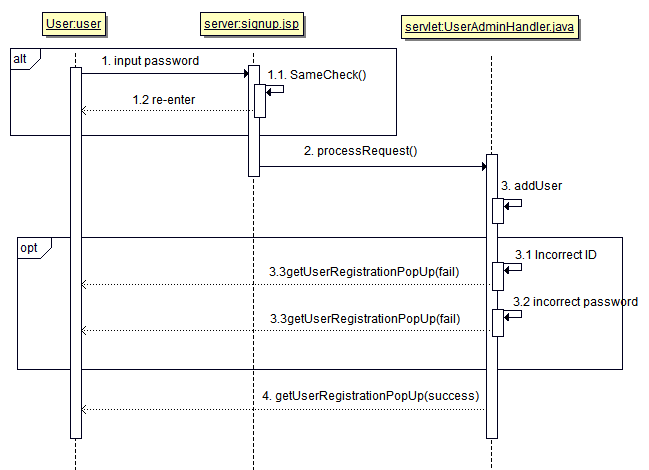 User:user
server:signup.jsp
servlet:UserAdminHandler.java
alt
1. input password
1.1. SameCheck()
1.2 re-enter
2. processRequest()
3. addUser
opt
3.1 Incorrect ID
3.3getUserRegistrationPopUp(fail)
3.2 incorrect password
3.3getUserRegistrationPopUp(fail)
4. getUserRegistrationPopUp(success)